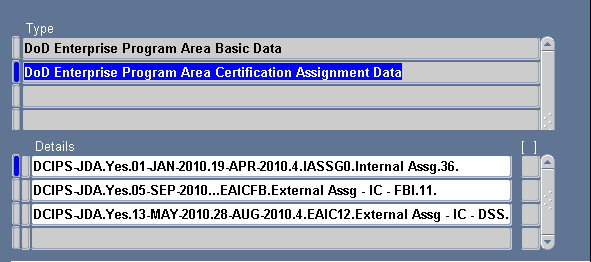 Type
DoD Enterprise Program Area Basic Data
DoD Enterprise Program Area Certification Assignment Data
Details
[ ]
DCIPS-JDA.Yes.01-JAN-2010.19-APR-2010.4.IASSG0.Internal Assg.36.
DCIPS-JDA.Yes.05-SEP-2010...EAICFB.External Assg - IC - FBI.11.
DCIPS-JDA.Yes.13-MAY-2010.28-AUG-2010.4.EAIC12.External Assg - IC - DSS.